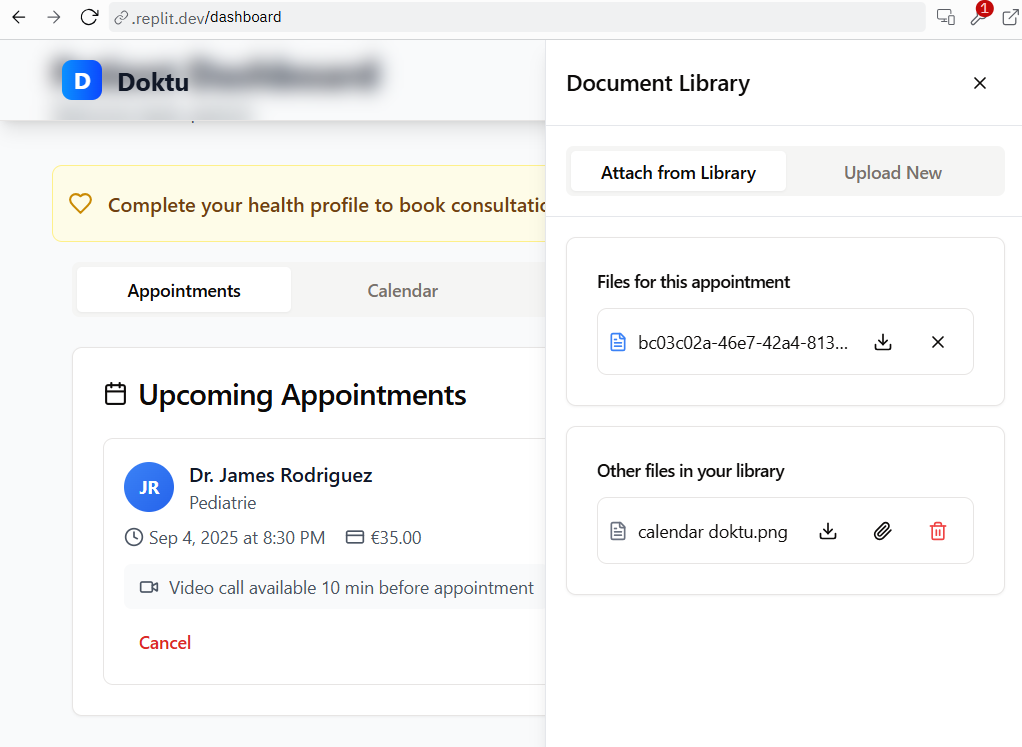 .replit.dev/dashboard
1
D Doktu
Complete your health profile to book consultatio
Appointments Calendar
Upcoming Appointments
JR Dr. James Rodriguez
Pediatrie
Sep 4, 2025 at 8:30 PM €35.00
Video call available 10 min before appointment
Cancel
Document Library
Attach from Library Upload New
Files for this appointment
bc03c02a-46e7-42a4-813...
Other files in your library
calendar doktu.png